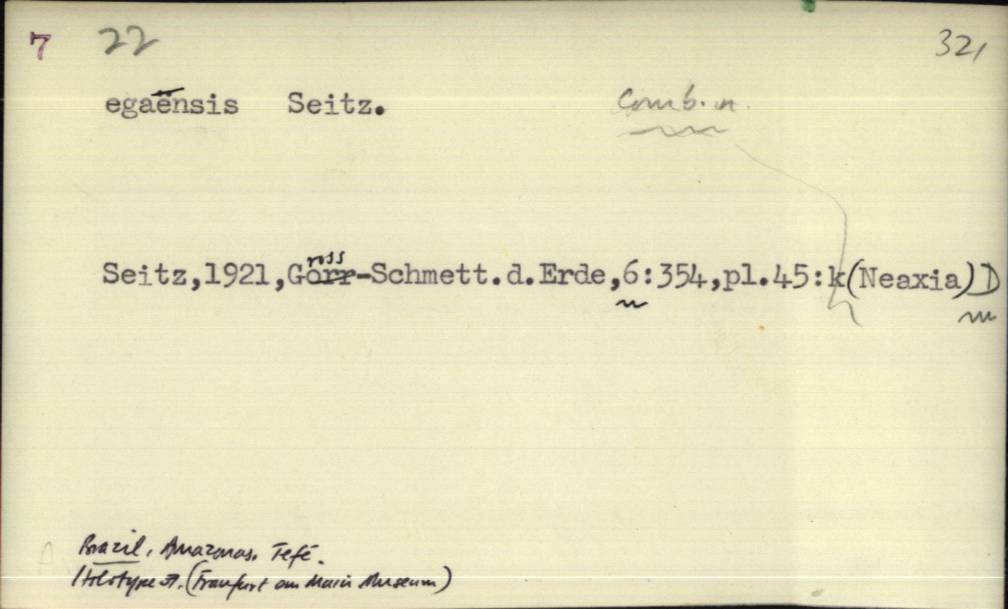 7 22 321
egaënsis Seitz. Comb. n.
Seitz,1921,Gross-Schmett.d.Erde,6:354,pl.45:k(Neaxia)D
Brazil, Amazonas. Tefé.
Holotype (Franfurt am Main Museum)